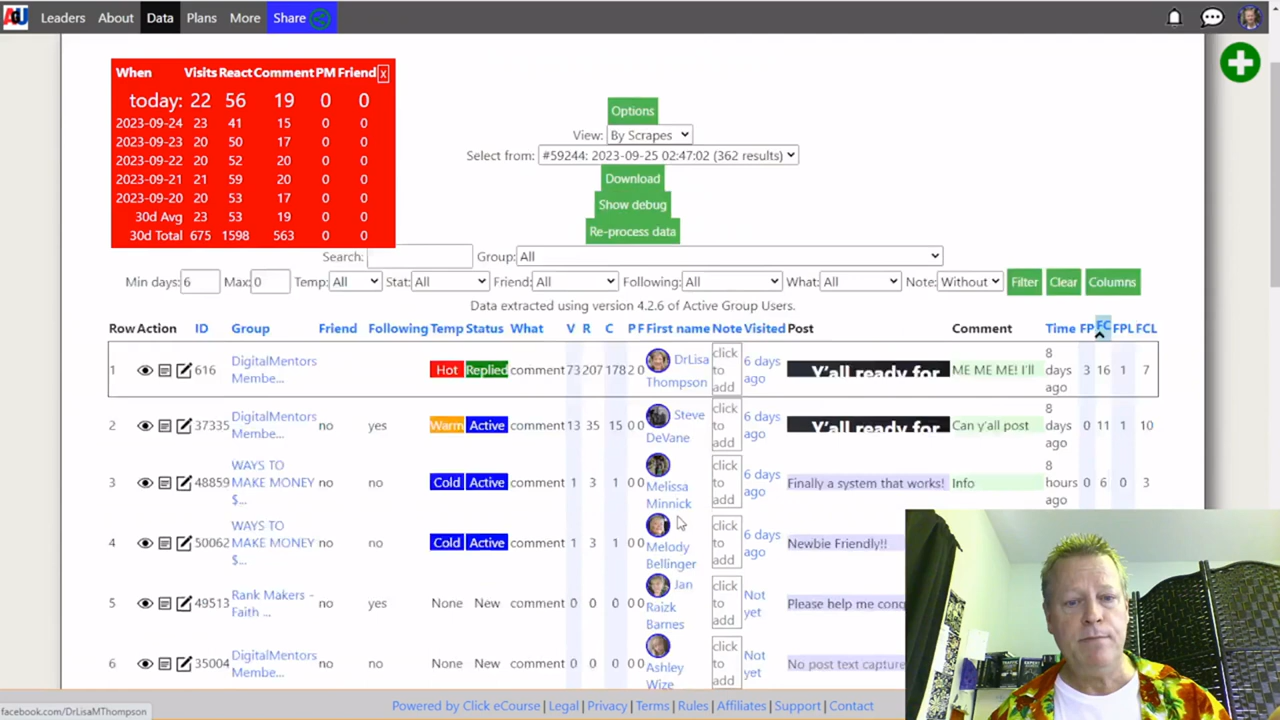 AdU Leaders About Data Plans More Share
When Visits React Comment PM Friend x
today: 22 56 19 0 0
2023-09-24 23 41 15 0 0
2023-09-23 20 50 17 0 0
2023-09-22 20 52 20 0 0
2023-09-21 21 59 20 0 0
2023-09-20 20 53 17 0 0
30d Avg 23 53 19 0 0
30d Total 675 1598 563 0 0
Options
View: By Scrapes
Select from: #59244: 2023-09-25 02:47:02 (362 results)
Download
Show debug
Re-process data
Search: Group: All
Min days: 6 Max: 0 Temp: All Stat: All Friend: All Following: All What: All Note: Without Filter Clear Columns
Data extracted using version 4.2.6 of Active Group Users.
Row Action ID Group Friend Following Temp Status What V R C P F First name Note Visited Post Comment Time FP FC FPL FCL
1 616 DigitalMentors Membe... Hot Replied comment 73 207 178 2 0 DrLisa Thompson click to add 6 days ago Y'all ready for ME ME ME! I'll 8 days ago 3 16 1 7
2 37335 DigitalMentors Membe... no yes Warm Active comment 13 35 15 0 0 Steve DeVane click to add 6 days ago Y'all ready for Can y'all post 8 days ago 0 11 1 10
3 48859 WAYS TO MAKE MONEY $... no no Cold Active comment 1 3 1 0 0 Melissa Minnick click to add 6 days ago Finally a system that works! Info 8 hours ago 0 6 0 3
4 50062 WAYS TO MAKE MONEY $... no no Cold Active comment 1 3 1 0 0 Melody Bellinger click to add 6 days ago Newbie Friendly!!
5 49513 Rank Makers - Faith ... no yes None New comment 0 0 0 0 0 Jan Raizk Barnes click to add Not yet Please help me conq
6 35004 DigitalMentors Membe... no no None New comment 0 0 0 0 0 Ashley Wize click to add Not yet No post text capture
Powered by Click eCourse | Legal | Privacy | Terms | Rules | Affiliates | Support | Contact
facebook.com/DrLisaMThompson